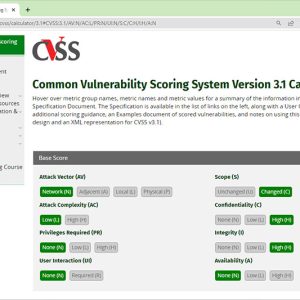 cvss/calculator/3.1#CVSS:3.1/AV:N/AC:L/PR:N/UI:N/S:C/C:H/I:H/A:N
coring
CVSS
Common Vulnerability Scoring System Version 3.1 Ca
Hover over metric group names, metric names and metric values for a summary of the information in
Specification Document. The Specification is available in the list of links on the left, along with a User G
additional scoring guidance, an Examples document of scored vulnerabilities, and notes on using this
design and an XML representation for CVSS v3.1).
ent
view
sources
ation &
ng Course
Base Score
Attack Vector (AV)
Network (N) Adjacent (A) Local (L) Physical (P)
Attack Complexity (AC)
Low (L) High (H)
Privileges Required (PR)
None (N) Low (L) High (H)
User Interaction (UI)
None (N) Required (R)
Scope (S)
Unchanged (U) Changed (C)
Confidentiality (C)
None (N) Low (L) High (H)
Integrity (I)
None (N) Low (L) High (H)
Availability (A)
None (N) Low (L) High (H)